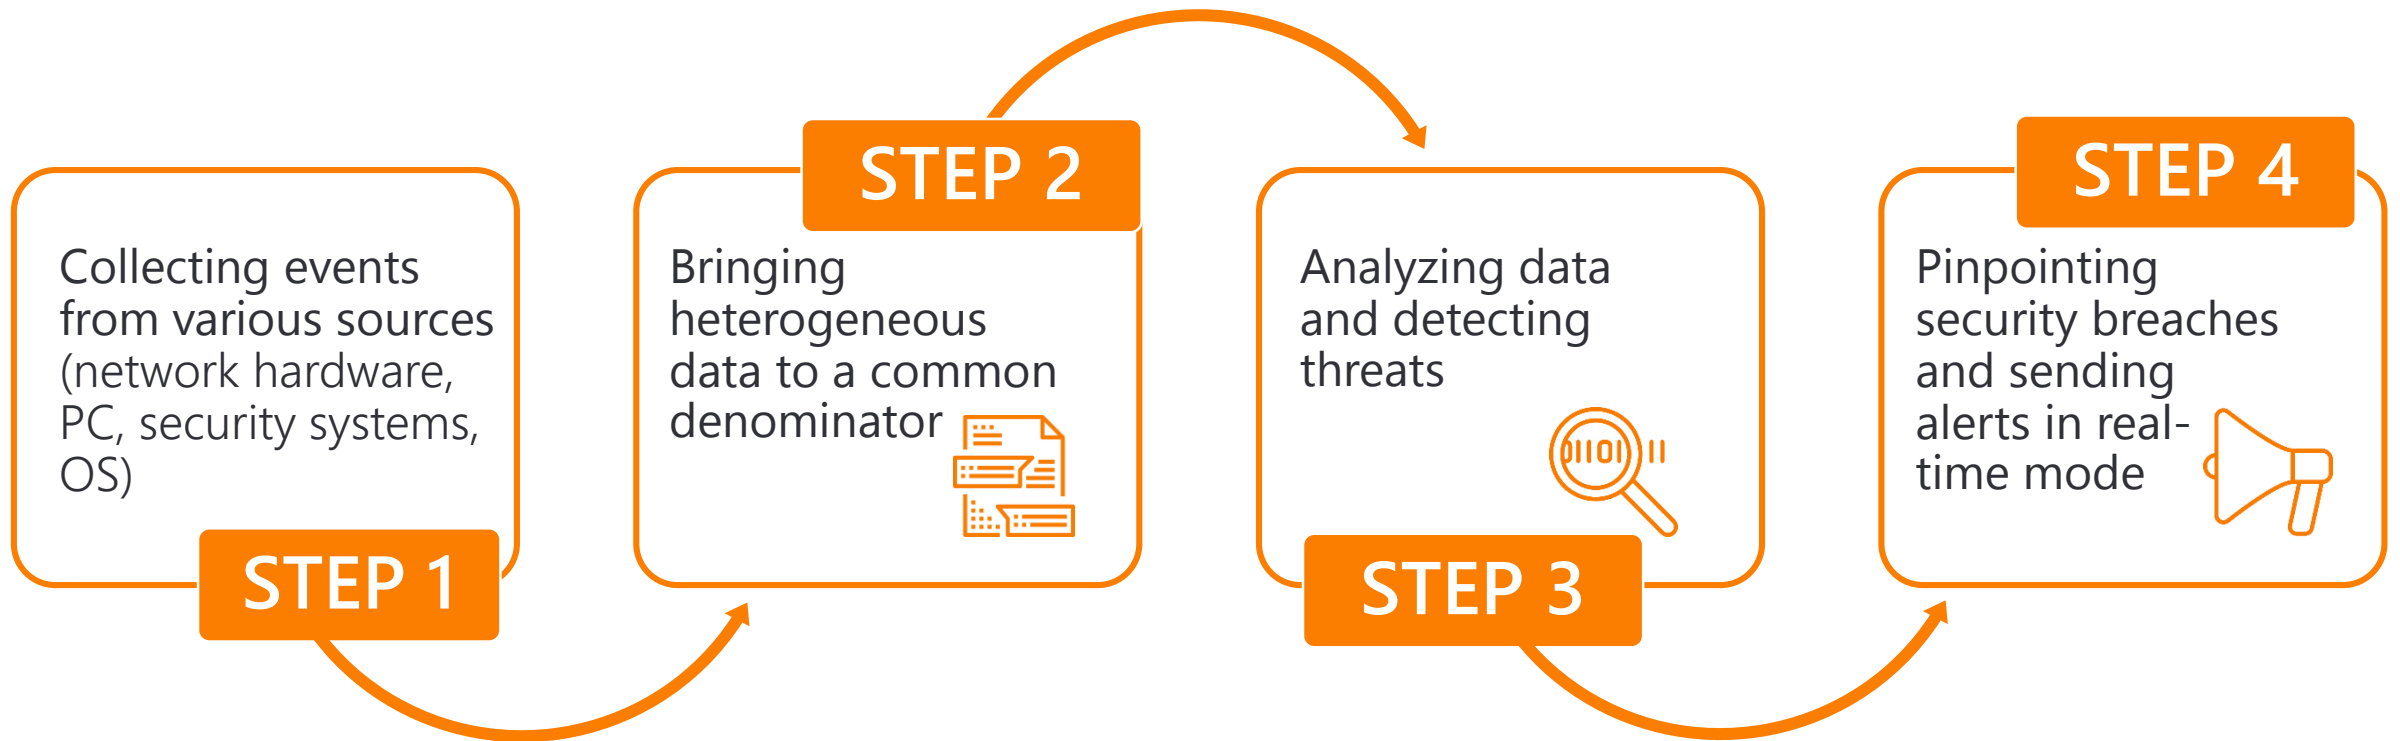 Collecting events
from various sources
(network hardware,
PC, security systems,
OS)
STEP 1
STEP 2
Bringing
heterogeneous
data to a common
denominator
Analyzing data
and detecting
threats
01101 11
STEP 3
STEP 4
Pinpointing
security breaches
and sending
alerts in real-
time mode